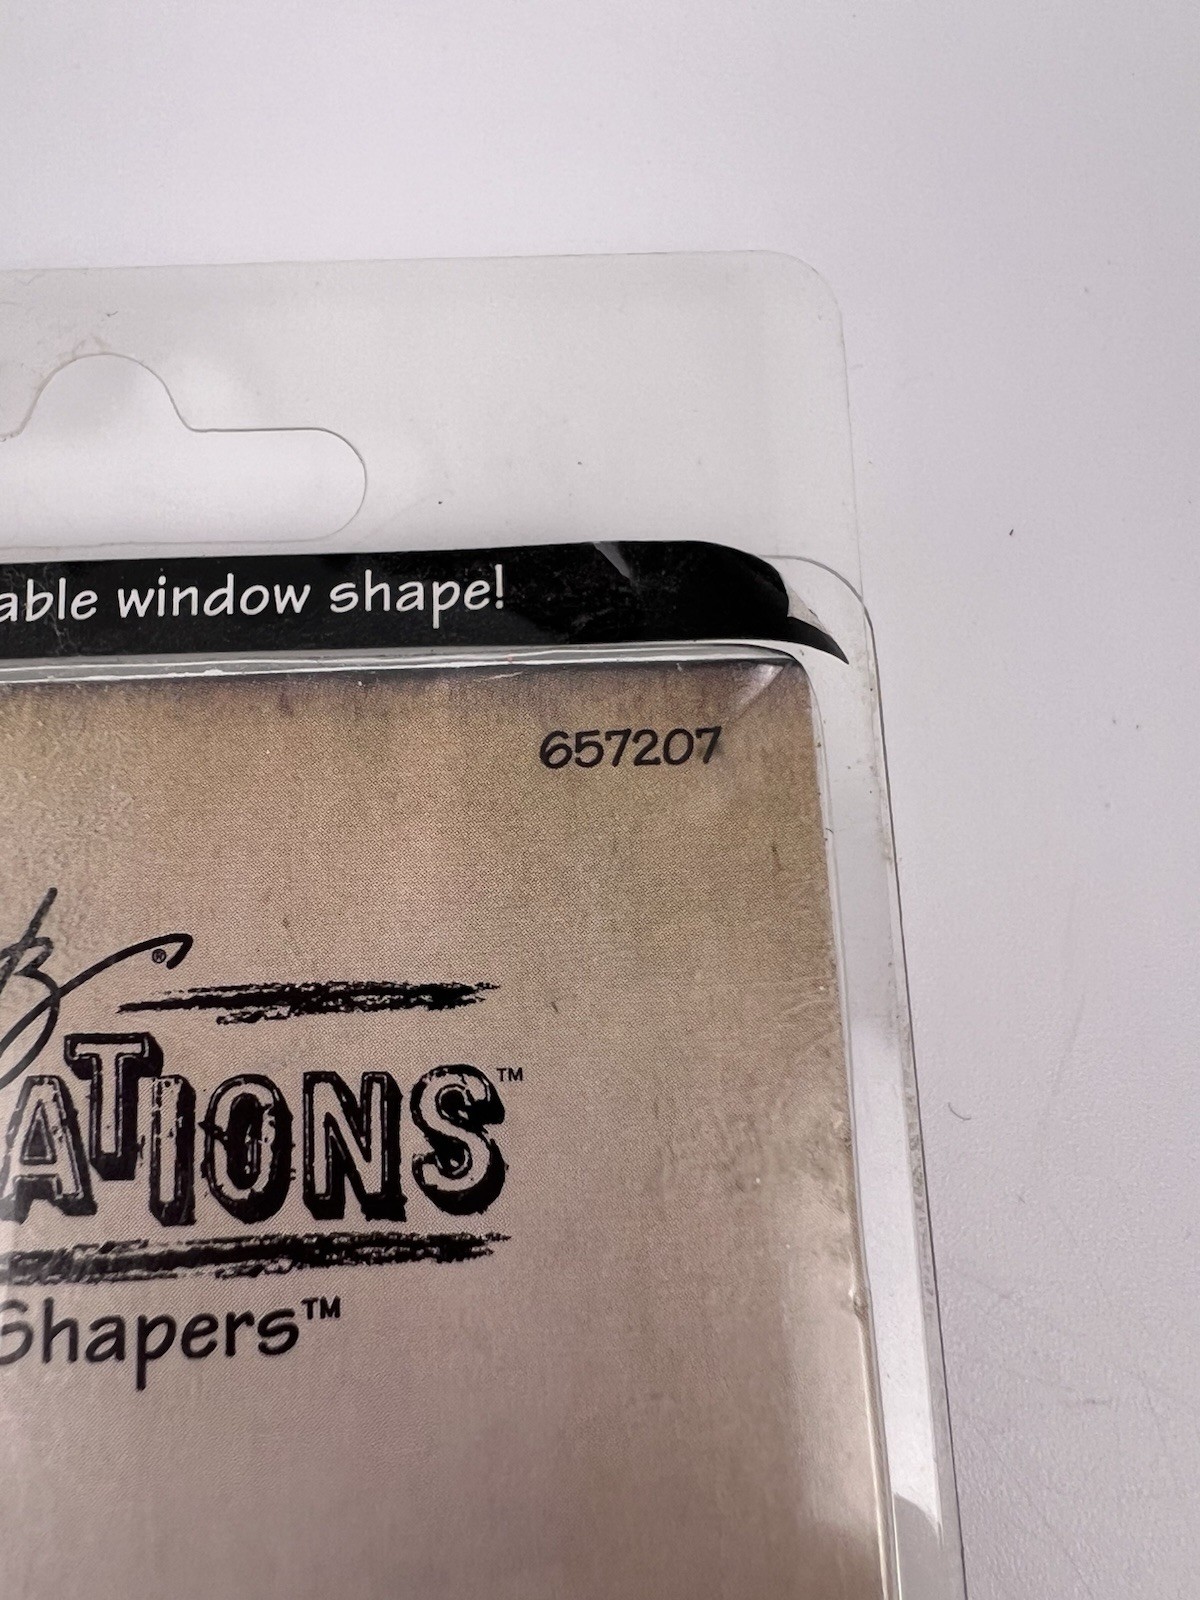 able window shape!
657207
®
ATIONS™
Shapers™